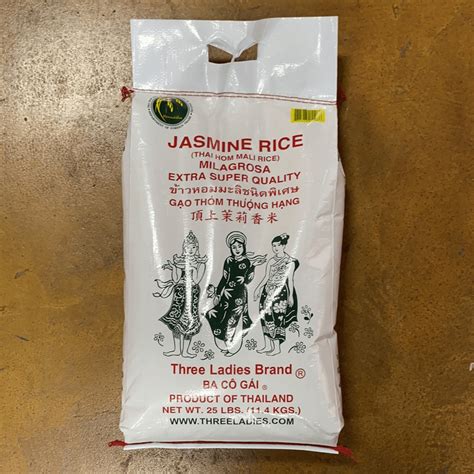 JASMINE RICE
(THAI HOM MALI RICE)
MILAGROSA
EXTRA SUPER QUALITY
ข้าวหอมมะลิชนิดพิเศษ
GẠO THƠM THƯỢNG HẠNG
頂上茉莉香米
Three Ladies Brand ®
BA CÔ GÁI ®
PRODUCT OF THAILAND
NET WT. 25 LBS. (11.4 KGS.)
WWW.THREELADIES.COM